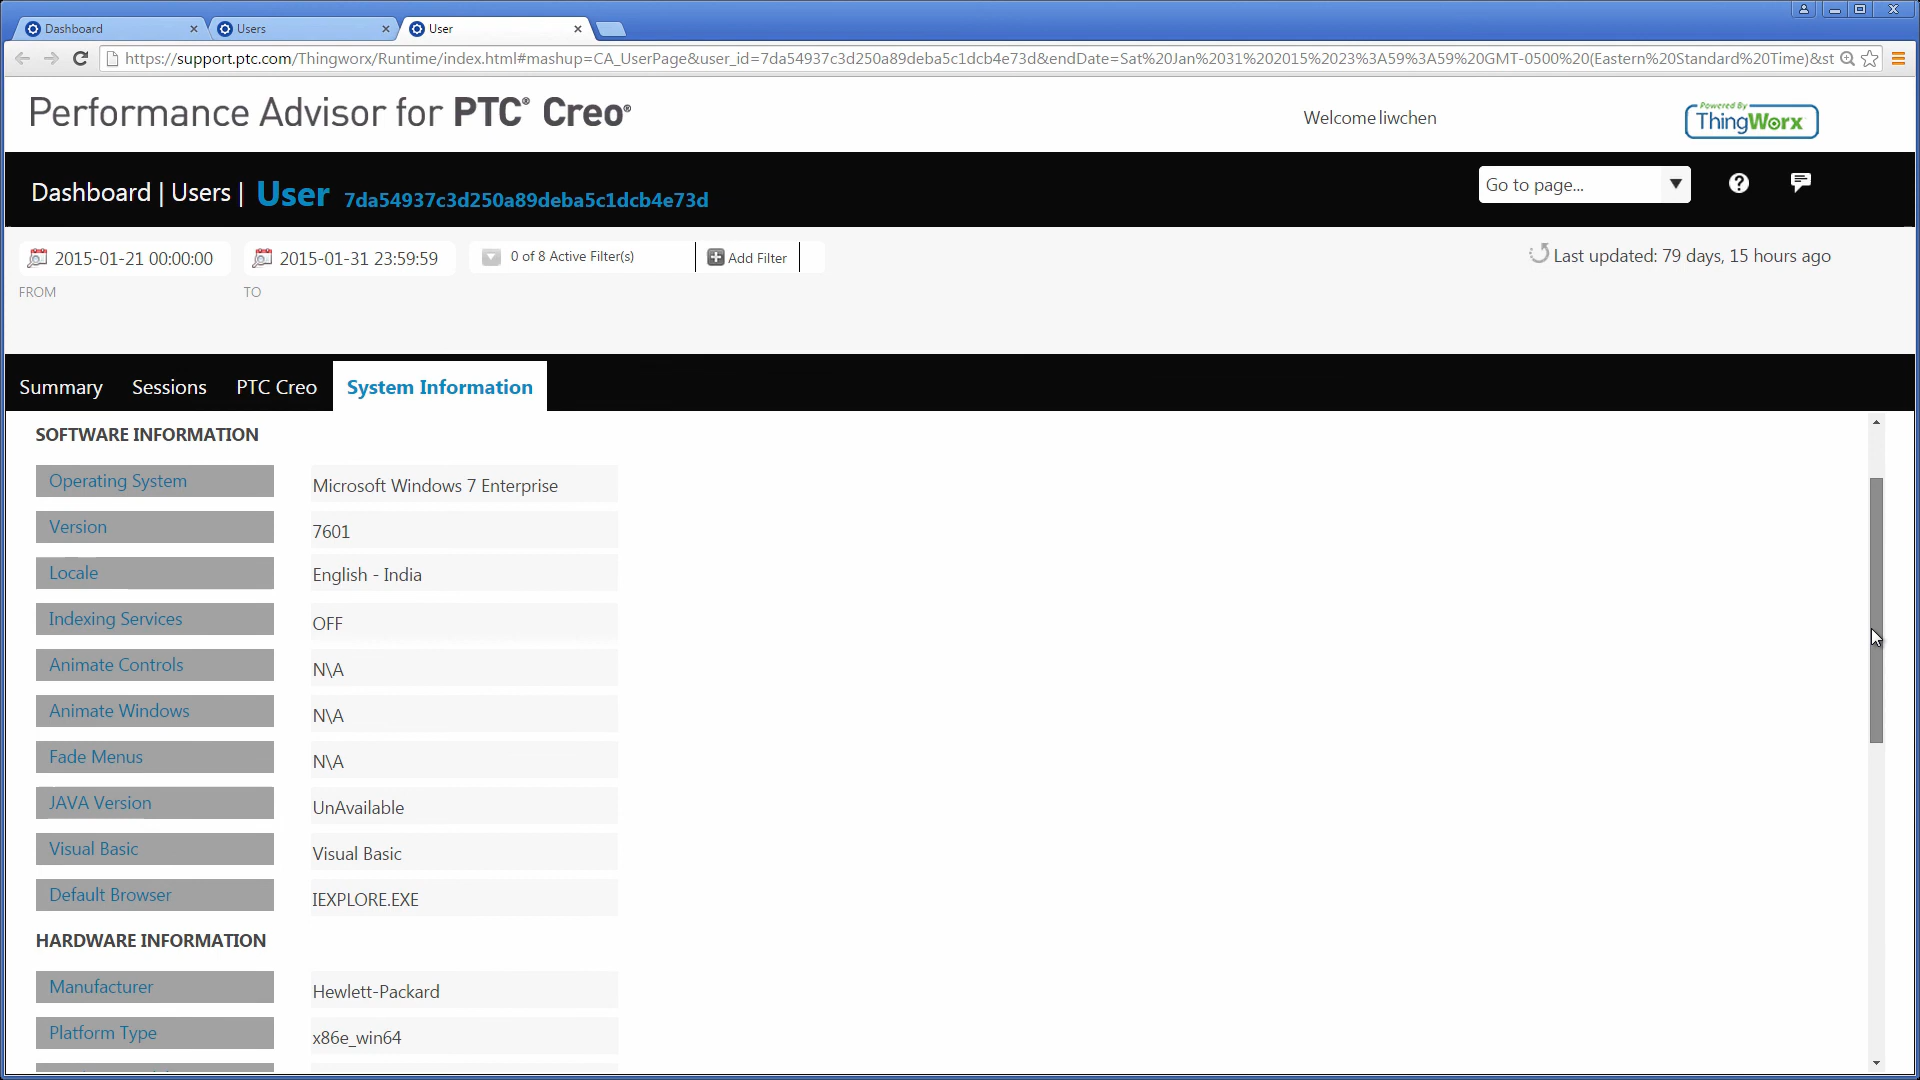 Dashboard
Users
User
https://support.ptc.com/Thingworx/Runtime/index.html#mashup=CA_UserPage&user_id=7da54937c3d250a89deba5c1dcb4e73d&endDate=Sat%20Jan%2031%202015%2023%3A59%3A59%20GMT-0500%20(Eastern%20Standard%20Time)&st
Performance Advisor for PTC® Creo®
Welcome liwchen
Powered By
ThingWorx
Dashboard | Users | User 7da54937c3d250a89deba5c1dcb4e73d
Go to page...
2015-01-21 00:00:00
2015-01-31 23:59:59
0 of 8 Active Filter(s)
Add Filter
Last updated: 79 days, 15 hours ago
FROM
TO
Summary
Sessions
PTC Creo
System Information
SOFTWARE INFORMATION
Operating System
Microsoft Windows 7 Enterprise
Version
7601
Locale
English - India
Indexing Services
OFF
Animate Controls
N\A
Animate Windows
N\A
Fade Menus
N\A
JAVA Version
UnAvailable
Visual Basic
Visual Basic
Default Browser
IEXPLORE.EXE
HARDWARE INFORMATION
Manufacturer
Hewlett-Packard
Platform Type
x86e_win64